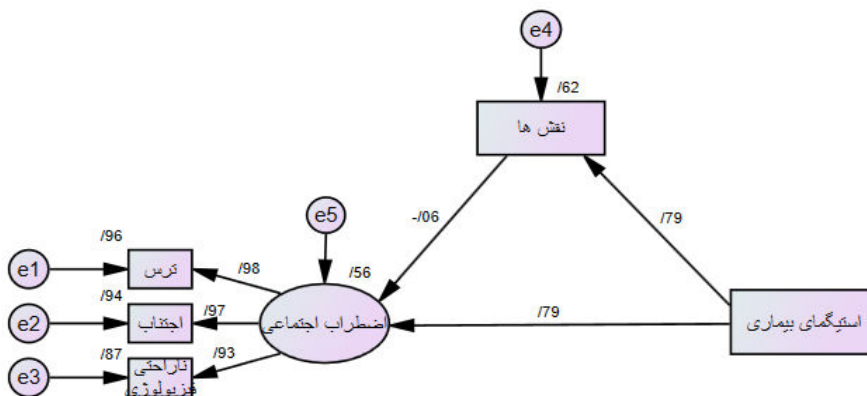 e4
/62
نقش ها
-/06
/79
e5
/96
/56
e1
ترس
/98
/94
e2
اجتناب
/97
اضطراب اجتماعی
/79
استیگمای بیماری
/87
/93
e3
ناراحتی
فیزیولوژی